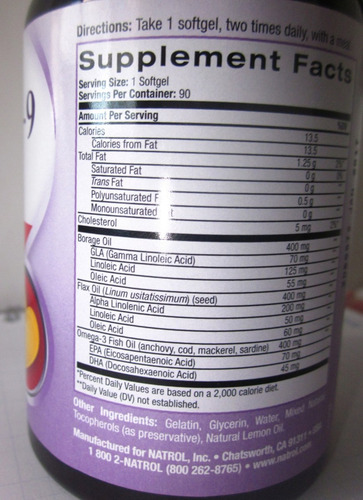 -9
Directions: Take 1 softgel, two times daily, with a
Supplement Facts
Serving Size: 1 Softgel
Servings Per Container: 90
Amount Per Serving
Calories 13.5
Calories from Fat 13.5
Total Fat 1.25 g
Saturated Fat 0 g
Trans Fat 0 g
Polyunsaturated F 0.5 g
Monounsaturated t 0 g
Cholesterol 5 mg
Borage Oil 400 mg
GLA (Gamma Linoleic Acid) 70 mg
Linoleic Acid 125 mg
Oleic Acid 55 mg
Flax Oil (Linum usitatissimum) (seed) 400 mg
Alpha Linolenic Acid 200 mg
Linoleic Acid 50 mg
Oleic Acid 60 mg
Omega-3 Fish Oil (anchovy, cod, mackerel, sardine) 400 mg
EPA (Eicosapentaenoic Acid) 70 mg
DHA (Docosahexaenoic Acid) 45 mg
*Percent Daily Values are based on a 2,000 calorie diet.
**Daily Value (DV) not established.
Other Ingredients: Gelatin, Glycerin, Water, Mixed
Tocopherols (as preservative), Natural Lemon Oil.
Manufactured for NATROL, Inc. • Chatsworth, CA 91311
1 800 2-NATROL (800 262-8765) • www.natrol.com